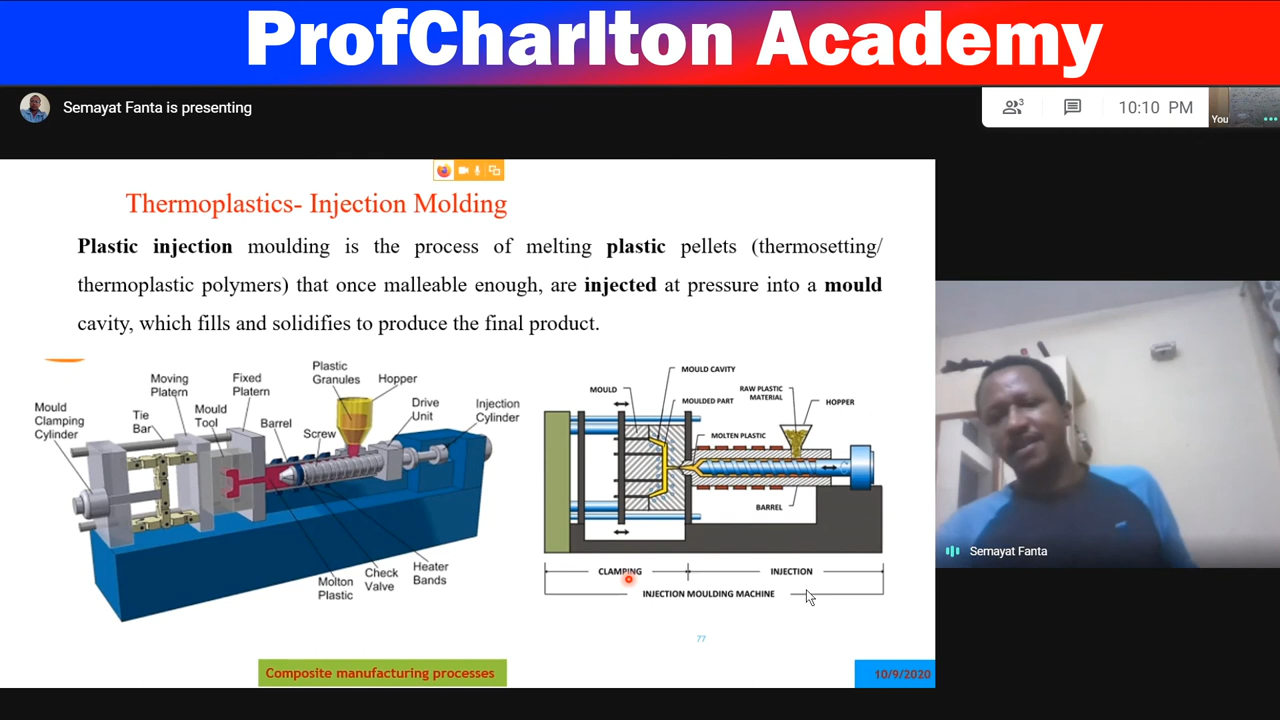 ProfCharlton Academy
Semayat Fanta is presenting
3
10:10 PM
You
Thermoplastics- Injection Molding
Plastic injection moulding is the process of melting plastic pellets (thermosetting/
thermoplastic polymers) that once malleable enough, are injected at pressure into a mould
cavity, which fills and solidifies to produce the final product.
Mould
Clamping
Cylinder
Tie
Bar
Moving
Platern
Mould
Tool
Fixed
Platern
Barrel
Screw
Plastic
Granules
Hopper
Drive
Unit
Injection
Cylinder
Molton
Plastic
Check
Valve
Heater
Bands
MOULD CAVITY
MOULD
MOULDED PART
RAW PLASTIC
MATERIAL
HOPPER
MOLTEN PLASTIC
BARREL
CLAMPING
INJECTION
INJECTION MOULDING MACHINE
Semayat Fanta
77
Composite manufacturing processes
10/9/2020